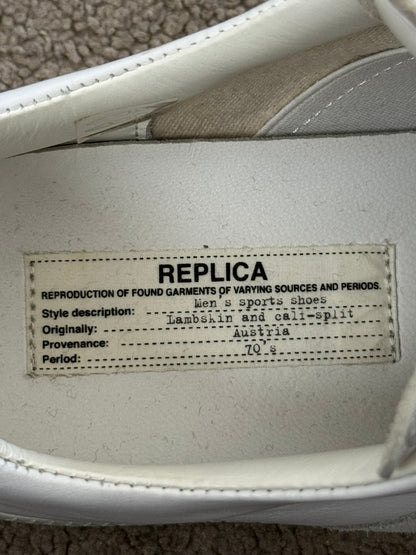 REPLICA
REPRODUCTION OF FOUND GARMENTS OF VARYING SOURCES AND PERIODS.
Style description: Men's sports shoes
Originally: Lambskin and calf-split
Provenance: Austria
Period: 70's